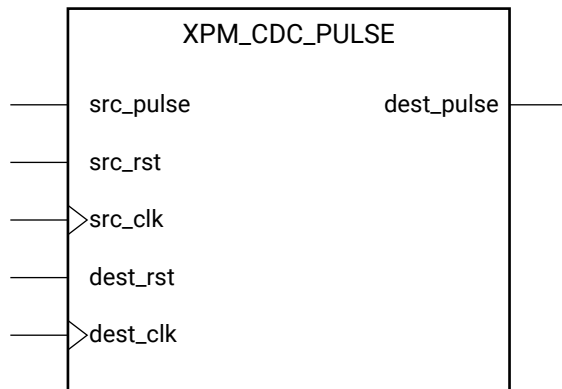 XPM_CDC_PULSE
src_pulse
dest_pulse
src_rst
src_clk
dest_rst
dest_clk